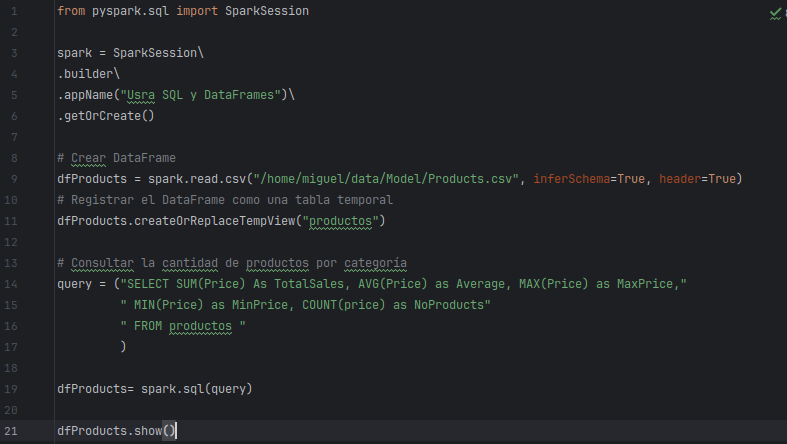 1 from pyspark.sql import SparkSession
2
3 spark = SparkSession\
4 .builder\
5 .appName("Usra SQL y DataFrames")\
6 .getOrCreate()
7
8 # Crear DataFrame
9 dfProducts = spark.read.csv("/home/miguel/data/Model/Products.csv", inferSchema=True, header=True)
10 # Registrar el DataFrame como una tabla temporal
11 dfProducts.createOrReplaceTempView("productos")
12
13 # Consultar la cantidad de productos por categoría
14 query = ("SELECT SUM(Price) As TotalSales, AVG(Price) as Average, MAX(Price) as MaxPrice,"
15 " MIN(Price) as MinPrice, COUNT(price) as NoProducts"
16 " FROM productos "
17 )
18
19 dfProducts= spark.sql(query)
20
21 dfProducts.show()